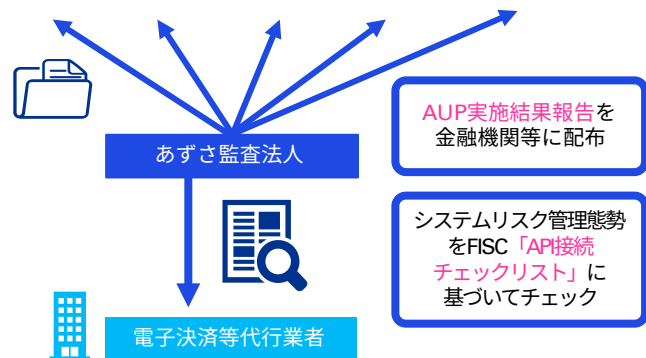 AUP実施結果報告を
金融機関等に配布
あずさ監査法人
システムリスク管理態勢
をFISC「API接続
チェックリスト」に
基づいてチェック
電子決済等代行業者